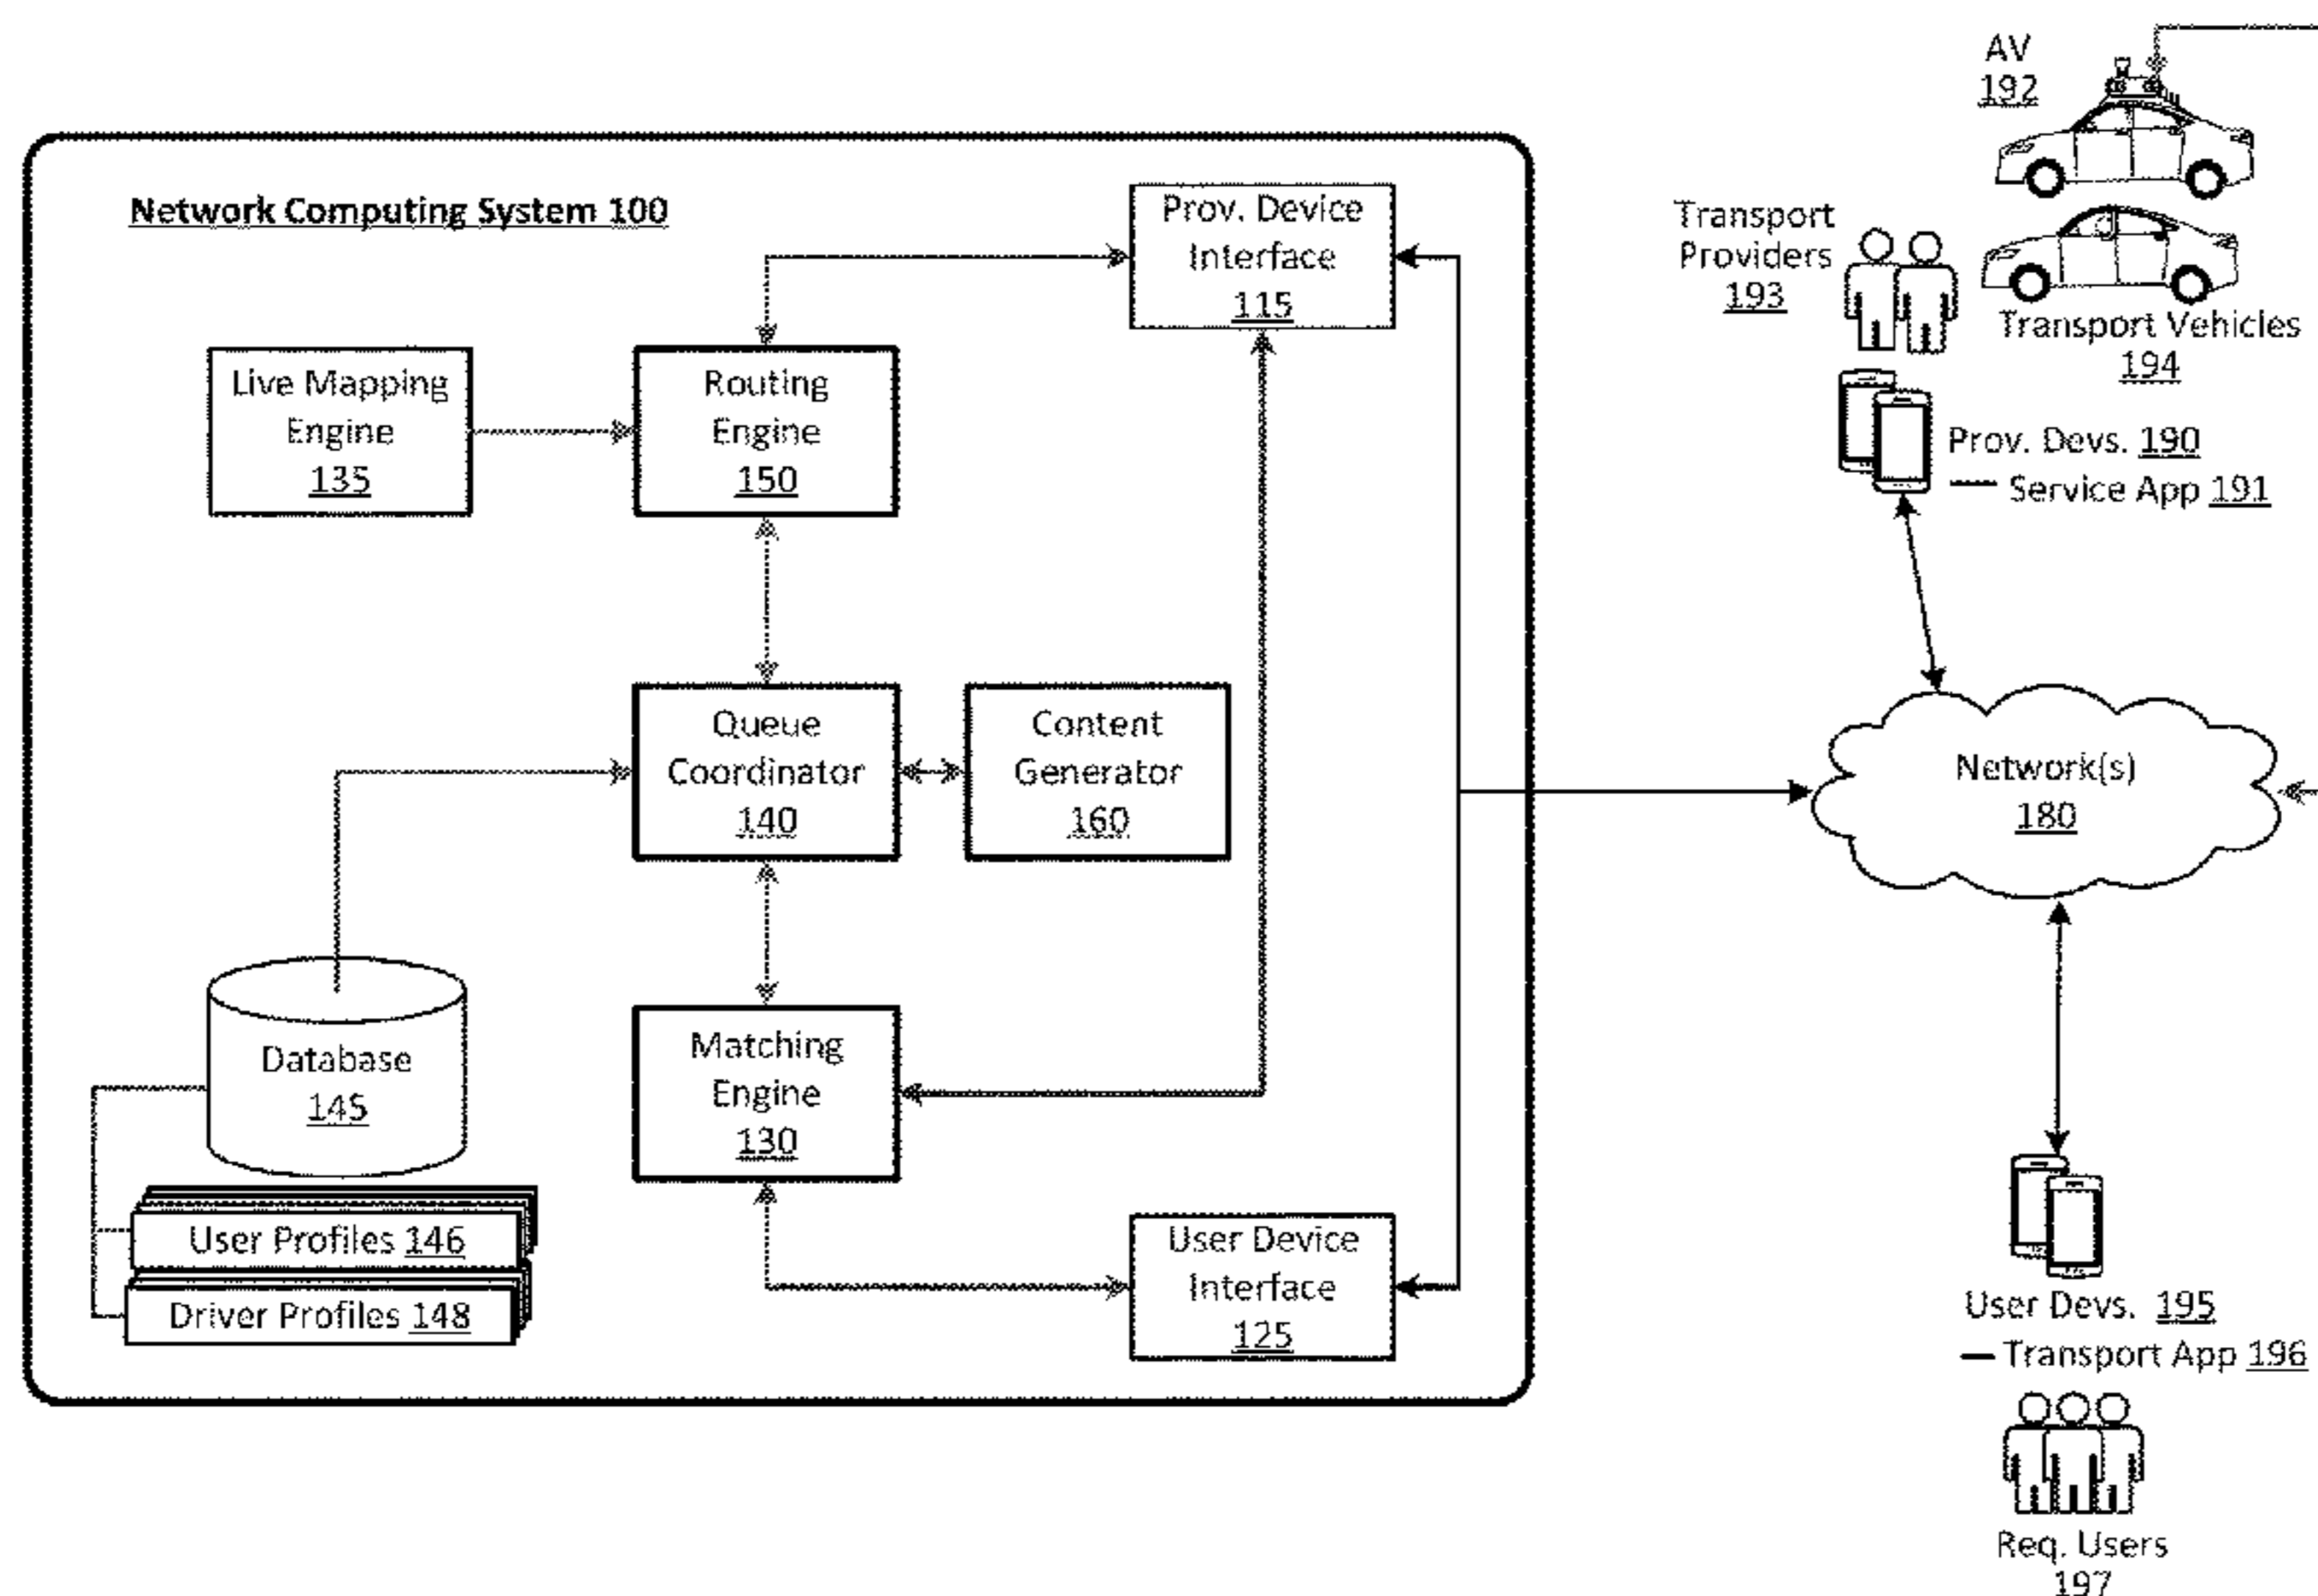 Network Computing System 100
Prov. Device
Interface
115
Live Mapping
Engine
135
Routing
Engine
150
Queue
Coordinator
140
Content
Generator
160
Database
145
Matching
Engine
130
User Profiles 146
Driver Profiles 148
User Device
Interface
125
AV
192
Transport
Providers
193
Transport Vehicles
194
Prov. Devs. 190
— Service App 191
Network(s)
180
User Devs. 195
— Transport App 196
Req. Users
197